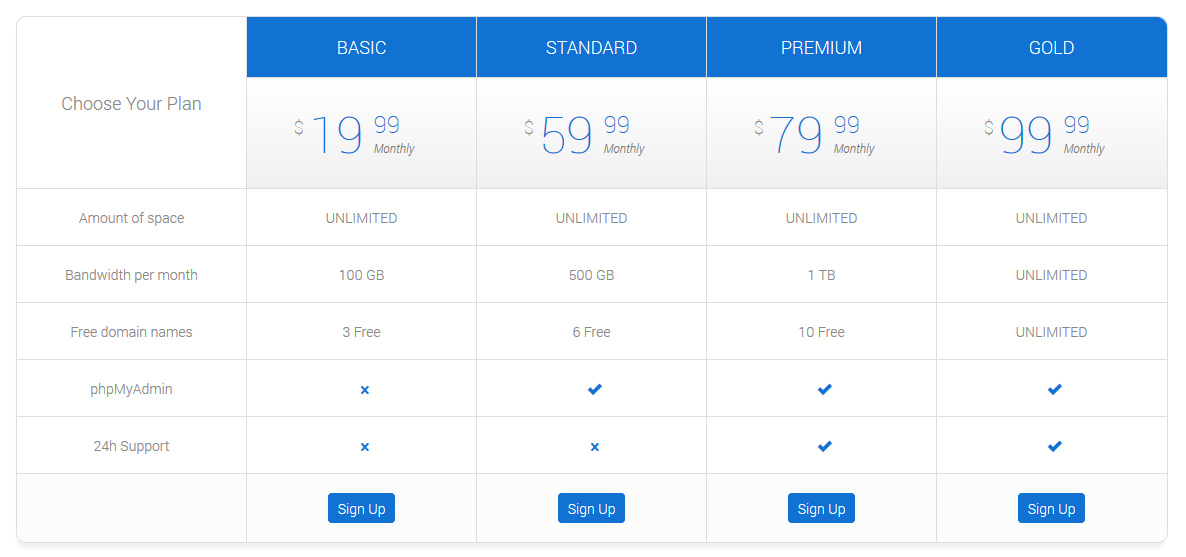 BASIC STANDARD PREMIUM GOLD
Choose Your Plan
$ 19 99 Monthly $ 59 99 Monthly $ 79 99 Monthly $ 99 99 Monthly
Amount of space UNLIMITED UNLIMITED UNLIMITED UNLIMITED
Bandwidth per month 100 GB 500 GB 1 TB UNLIMITED
Free domain names 3 Free 6 Free 10 Free UNLIMITED
phpMyAdmin
24h Support
Sign Up Sign Up Sign Up Sign Up